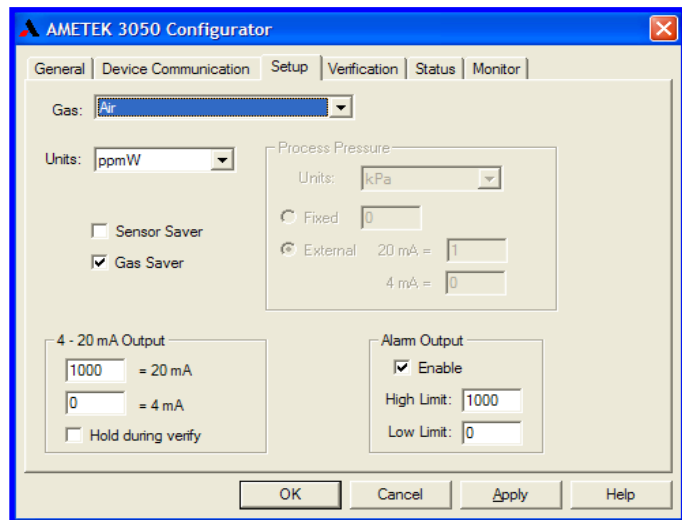 AMETEK 3050 Configurator
General Device Communication Setup Verification Status Monitor
Gas: Air
Units: ppmW
Process Pressure
Units: kPa
Fixed 0
External 20 mA = 1
4 mA = 0
Sensor Saver
Gas Saver
4 - 20 mA Output
1000 = 20 mA
0 = 4 mA
Hold during verify
Alarm Output
Enable
High Limit: 1000
Low Limit: 0
OK Cancel Apply Help